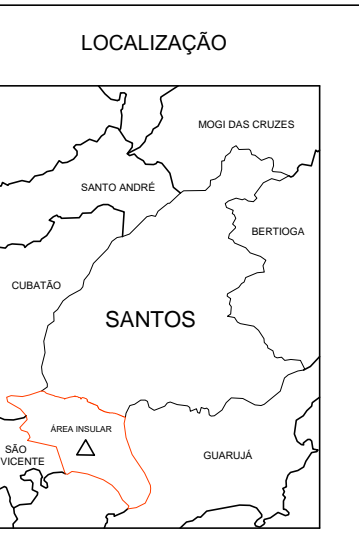 LOCALIZAÇÃO
MOGI DAS CRUZES
SANTO ANDRÉ
BERTIOGA
CUBATÃO
SANTOS
ÁREA INSULAR
SÃO
VICENTE
GUARUJÁ